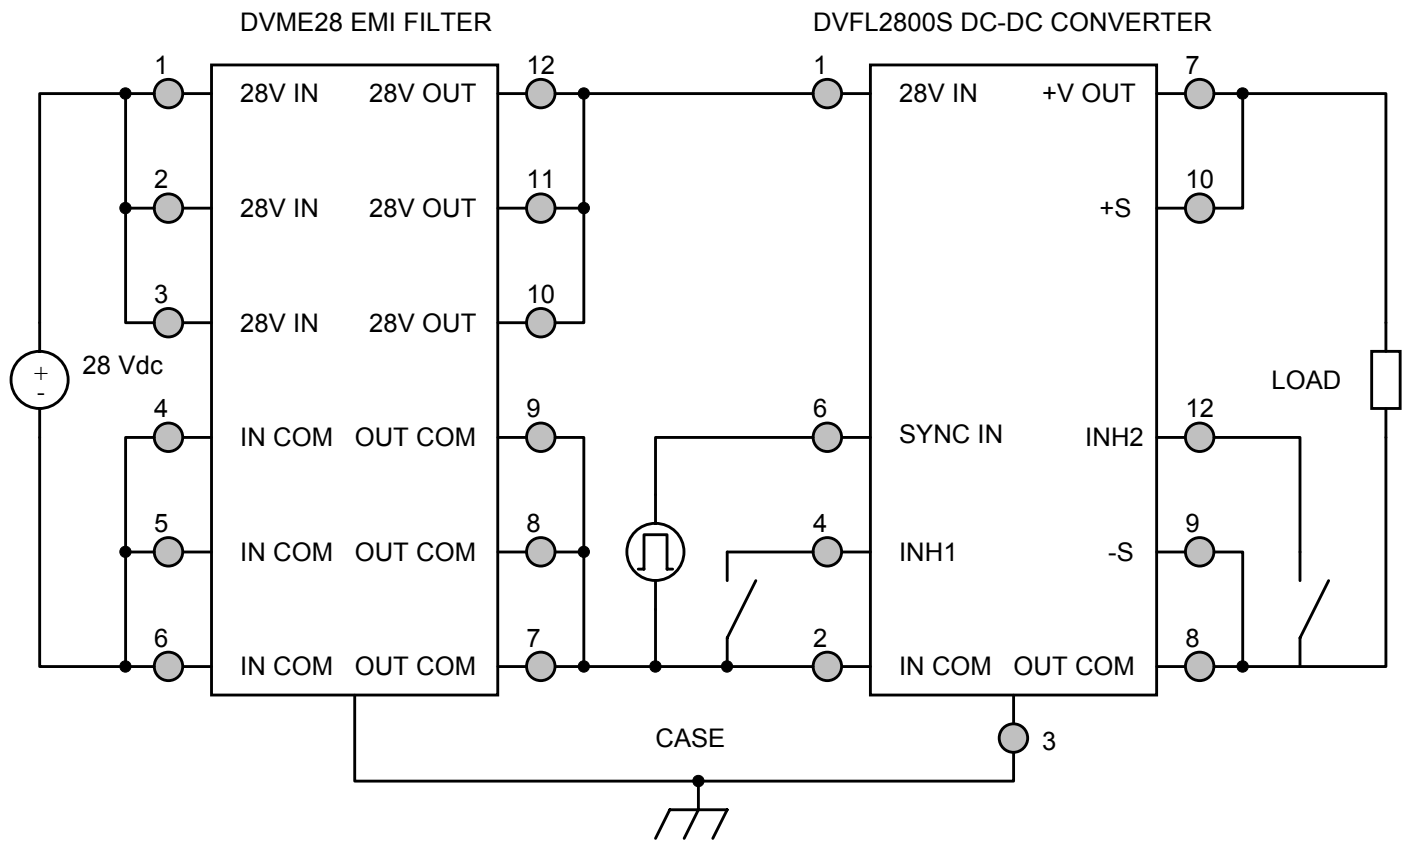 DVME28 EMI FILTER DVFL2800S DC-DC CONVERTER
1 12 1 7
28V IN 28V OUT 28V IN +V OUT
2 11 10
28V IN 28V OUT +S
3 10
28V IN 28V OUT
28 Vdc
+
-
LOAD
4 9 6 12
IN COM OUT COM SYNC IN INH2
5 8 4 9
IN COM OUT COM INH1 -S
6 7 2 8
IN COM OUT COM IN COM OUT COM
CASE 3